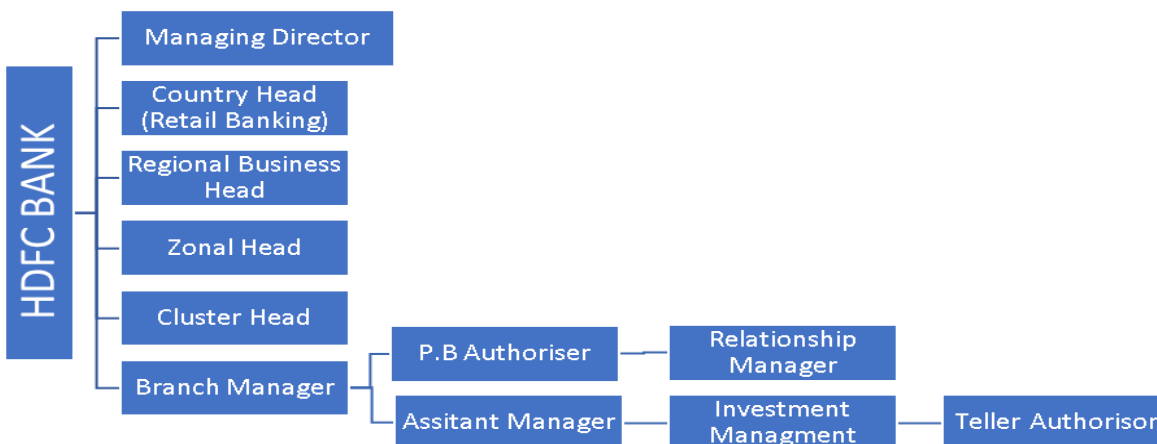 HDFC BANK
Managing Director
Country Head
(Retail Banking)
Regional Business
Head
Zonal Head
Cluster Head
Branch Manager
P.B Authoriser
Relationship
Manager
Assitant Manager
Investment
Managment
Teller Authorisor